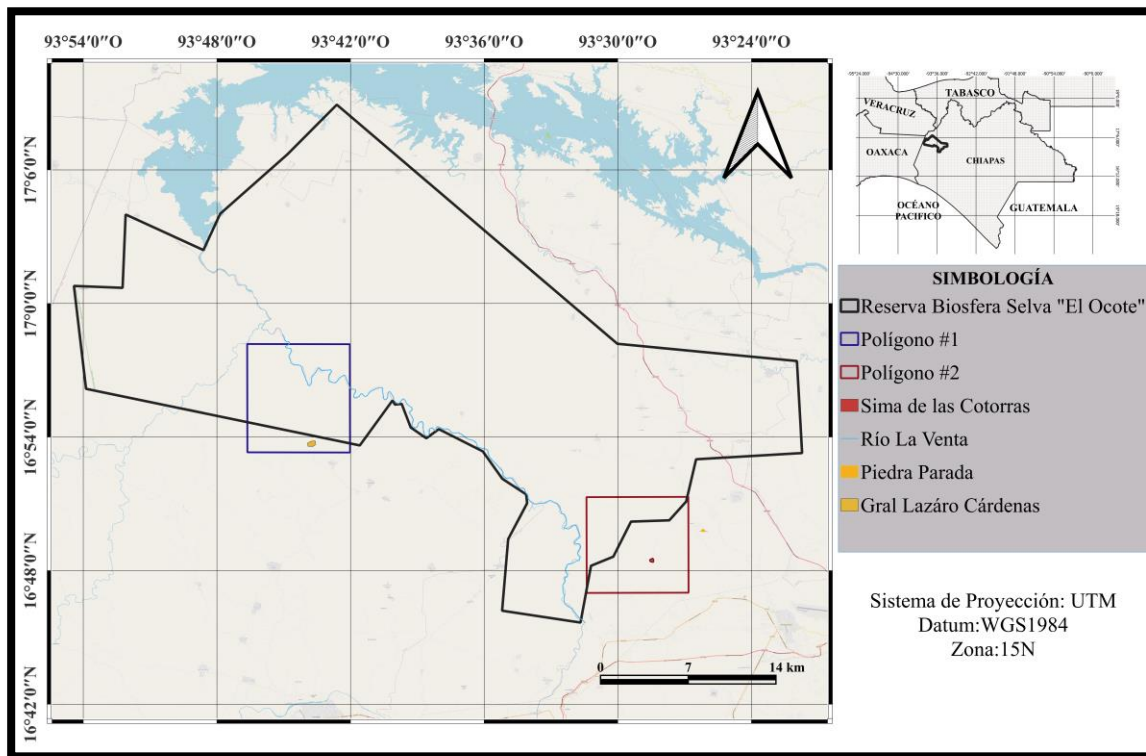 93°54'0''O 93°48'0''O 93°42'0''O 93°36'0''O 93°30'0''O 93°24'0''O
17°6'0''N
17°0'0''N
16°54'0''N
16°48'0''N
16°42'0''N
0 7 14 km
TABASCO
VERACRUZ
OAXACA
CHIAPAS
OCÉANO
PACIFICO
GUATEMALA
SIMBOLOGÍA
Reserva Biosfera Selva "El Ocote"
Polígono #1
Polígono #2
Sima de las Cotorras
Río La Venta
Piedra Parada
Gral Lazáro Cárdenas
Sistema de Proyección: UTM
Datum:WGS1984
Zona:15N